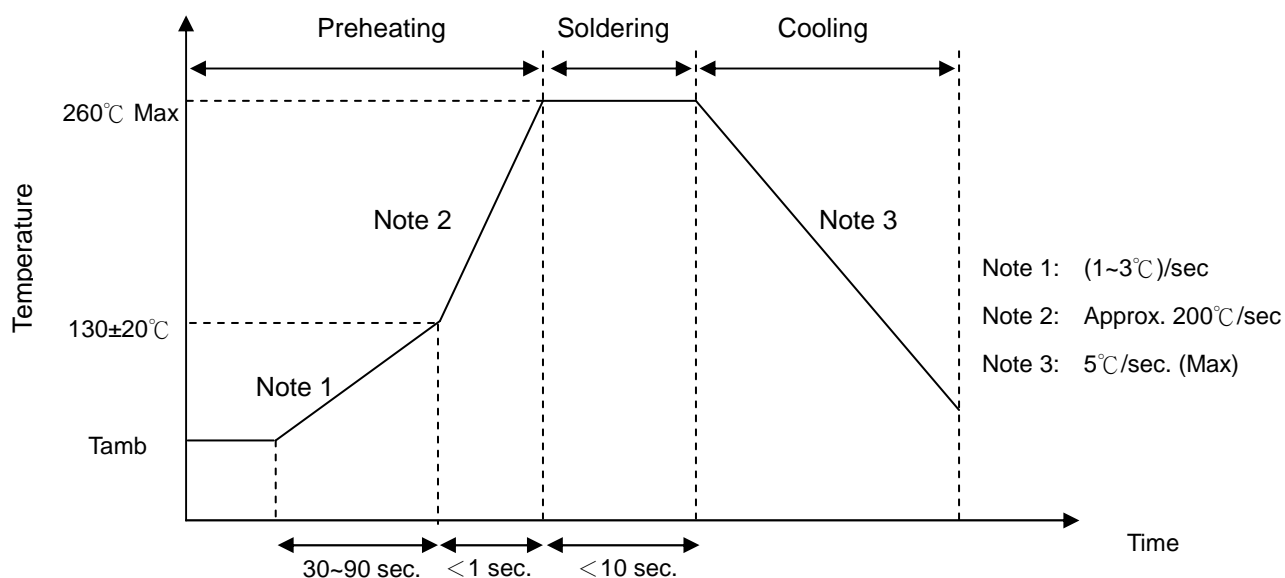 Preheating
Soldering
Cooling
260℃ Max
Temperature
Note 2
Note 3
Note 1: (1~3℃)/sec
Note 2: Approx. 200℃/sec
Note 3: 5℃/sec. (Max)
130±20℃
Note 1
Tamb
Time
30~90 sec.
<1 sec.
<10 sec.